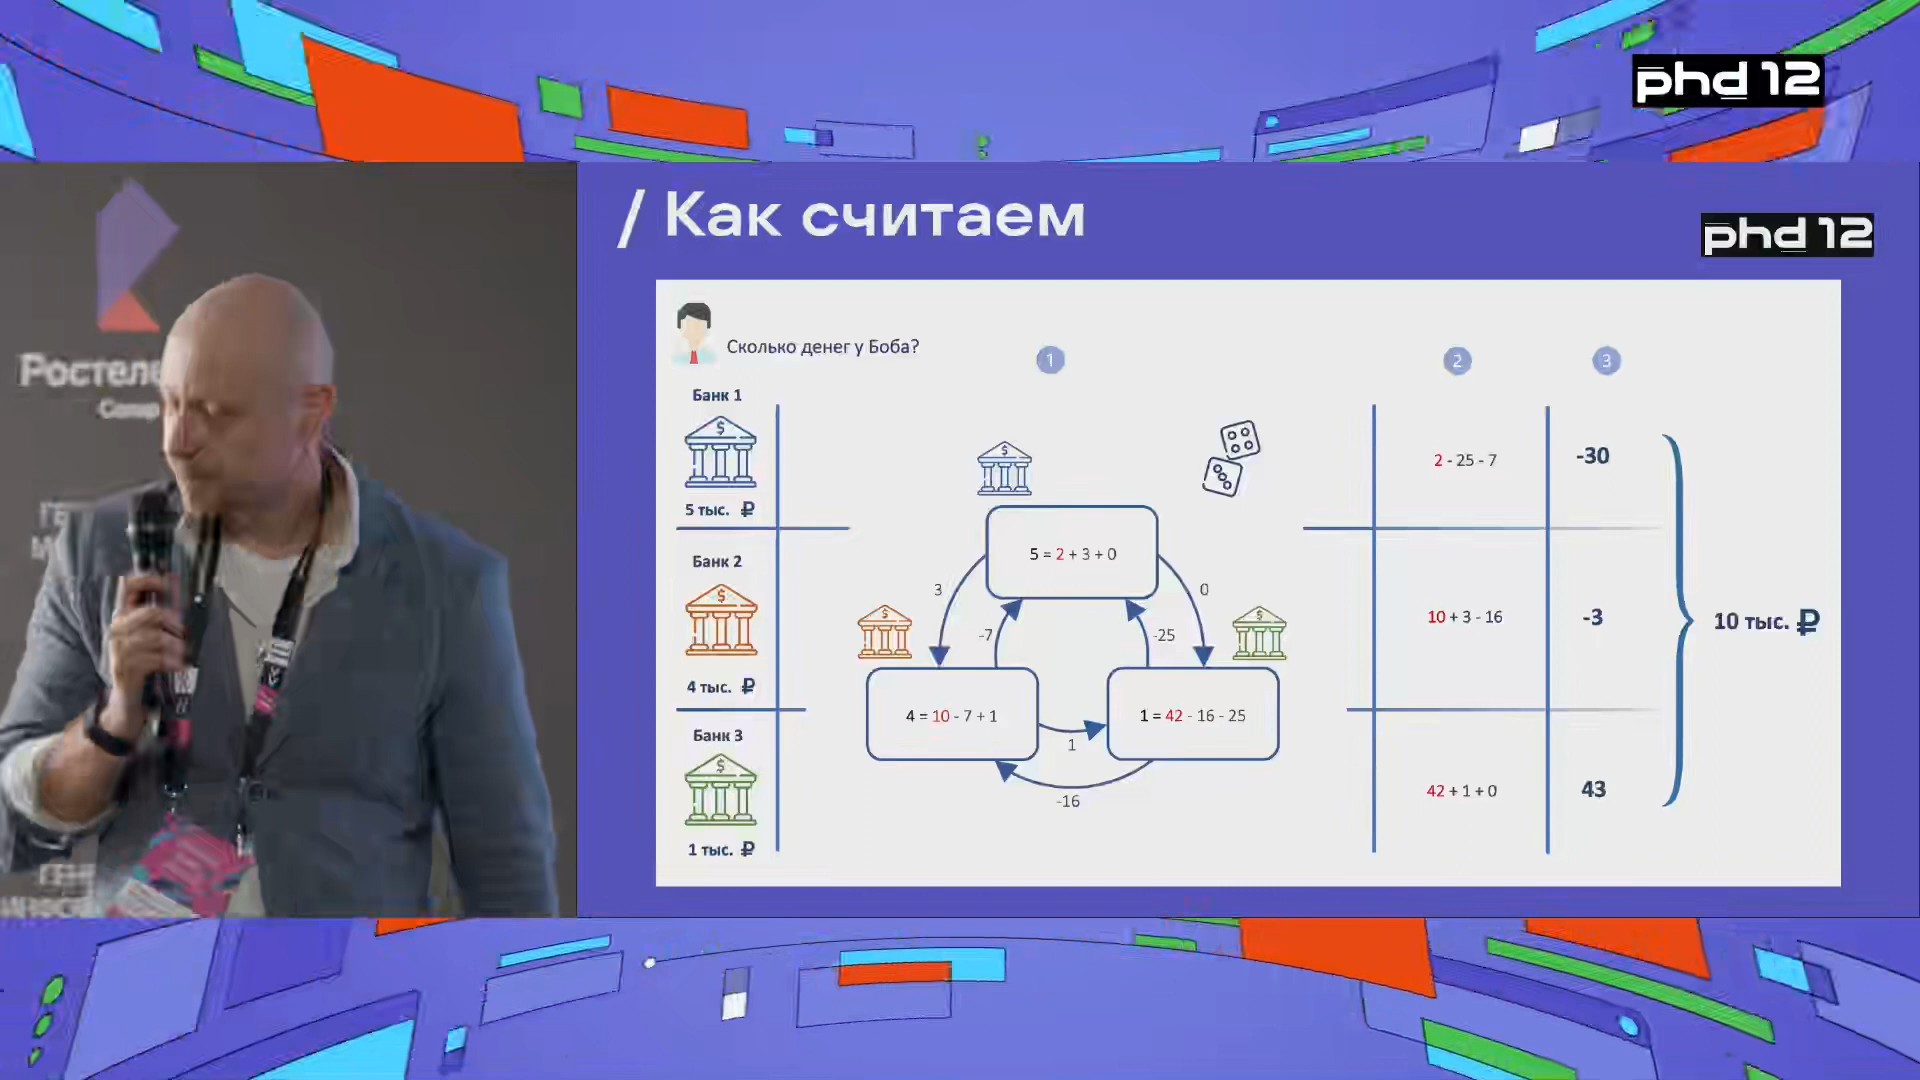 phd 12
/ Как считаем
phd 12
Ростеле
Сколько денег у Боба?
1
2
3
Банк 1
$
5 тыс. ₽
Банк 2
$
4 тыс. ₽
Банк 3
$
1 тыс. ₽
$
5 = 2 + 3 + 0
3
0
-7
-25
$
$
4 = 10 - 7 + 1
1 = 42 - 16 - 25
1
-16
2 - 25 - 7
10 + 3 - 16
42 + 1 + 0
-30
-3
43
10 тыс. ₽